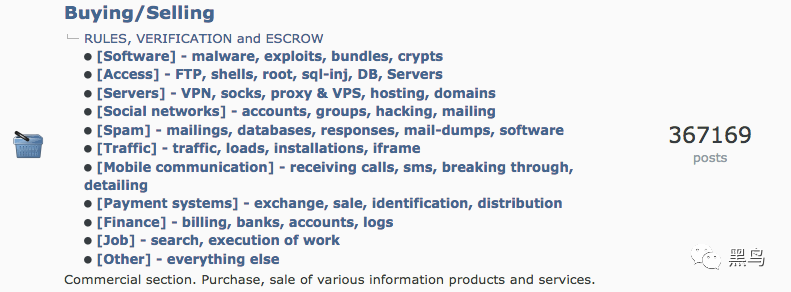 Buying/Selling
RULES, VERIFICATION and ESCROW
● [Software] - malware, exploits, bundles, crypts
● [Access] - FTP, shells, root, sql-inj, DB, Servers
● [Servers] - VPN, socks, proxy & VPS, hosting, domains
● [Social networks] - accounts, groups, hacking, mailing
● [Spam] - mailings, databases, responses, mail-dumps, software
● [Traffic] - traffic, loads, installations, iframe
● [Mobile communication] - receiving calls, sms, breaking through,
detailing
● [Payment systems] - exchange, sale, identification, distribution
● [Finance] - billing, banks, accounts, logs
● [Job] - search, execution of work
● [Other] - everything else
Commercial section. Purchase, sale of various information products and services.
367169
posts
黑鸟